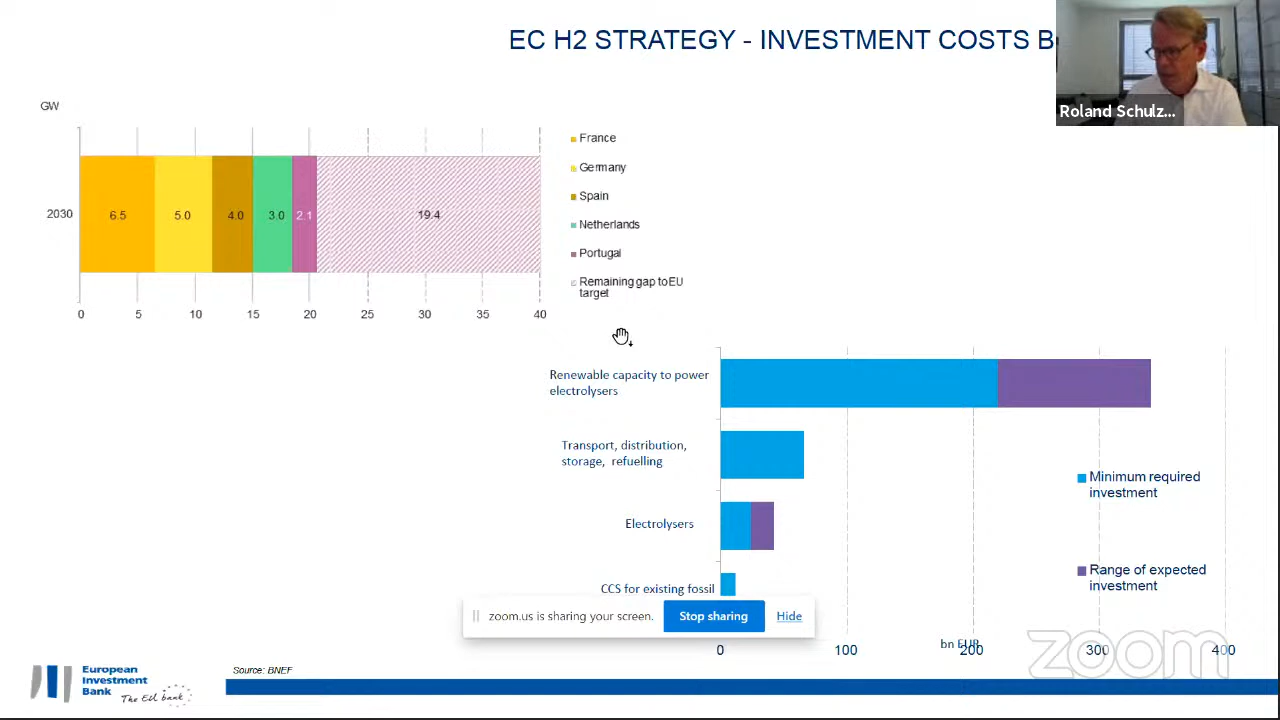 EC H2 STRATEGY - INVESTMENT COSTS
Roland Schulz...
GW
2030
6.5
5.0
4.0
3.0
2.1
19.4
0
5
10
15
20
25
30
35
40
France
Germany
Spain
Netherlands
Portugal
Remaining gap to EU
target
Renewable capacity to power
electrolysers
Transport, distribution,
storage, refuelling
Electrolysers
CCS for existing fossil
Minimum required
investment
Range of expected
investment
zoom.us is sharing your screen.
Stop sharing
Hide
bn EUR
0
100
200
300
400
zoom
European
Investment
Bank
The EU bank
Source: BNEF